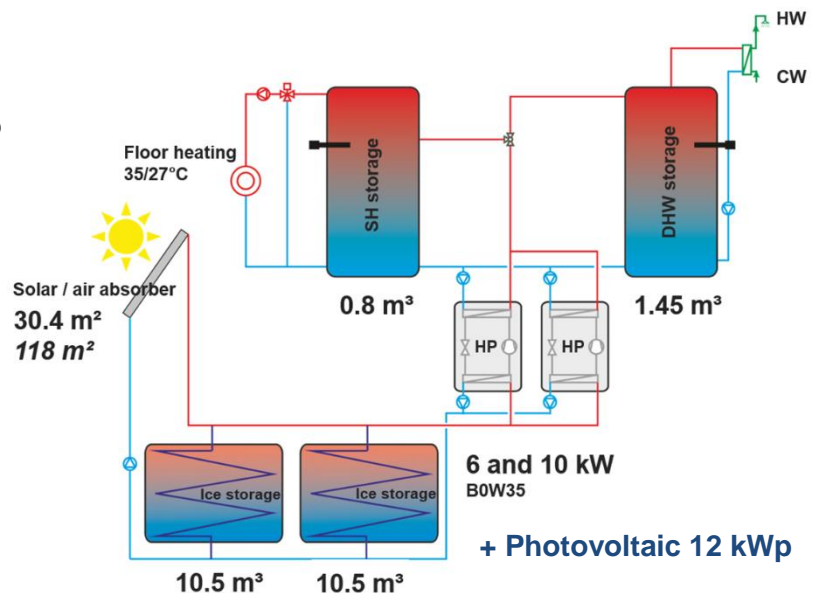 HW
CW
Floor heating
35/27°C
SH storage
DHW storage
Solar / air absorber
30.4 m²
118 m²
0.8 m³
1.45 m³
HP
HP
6 and 10 kW
B0W35
Ice storage
Ice storage
+ Photovoltaic 12 kWp
10.5 m³
10.5 m³